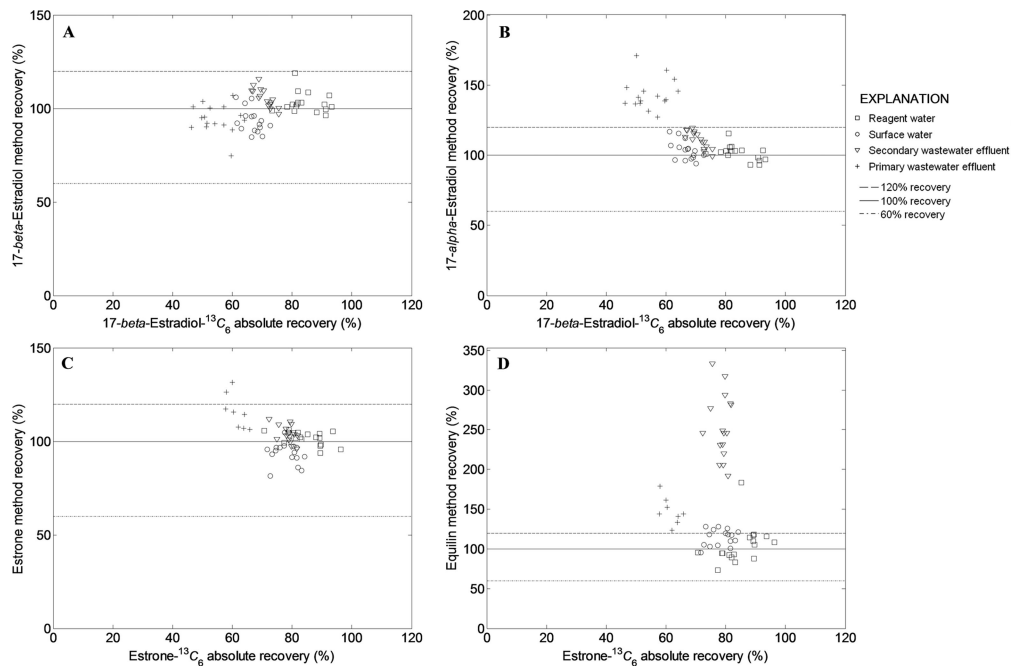 A
150
100
50
0
0 20 40 60 80 100 120
17-beta-Estradiol method recovery (%)
17-beta-Estradiol-¹³C₆ absolute recovery (%)
B
200
150
100
50
0
0 20 40 60 80 100 120
17-alpha-Estradiol method recovery (%)
17-beta-Estradiol-¹³C₆ absolute recovery (%)
EXPLANATION
Reagent water
Surface water
Secondary wastewater effluent
Primary wastewater effluent
120% recovery
100% recovery
60% recovery
C
150
100
50
0
0 20 40 60 80 100 120
Estrone method recovery (%)
Estrone-¹³C₆ absolute recovery (%)
D
350
300
250
200
150
100
50
0
0 20 40 60 80 100 120
Equilin method recovery (%)
Estrone-¹³C₆ absolute recovery (%)